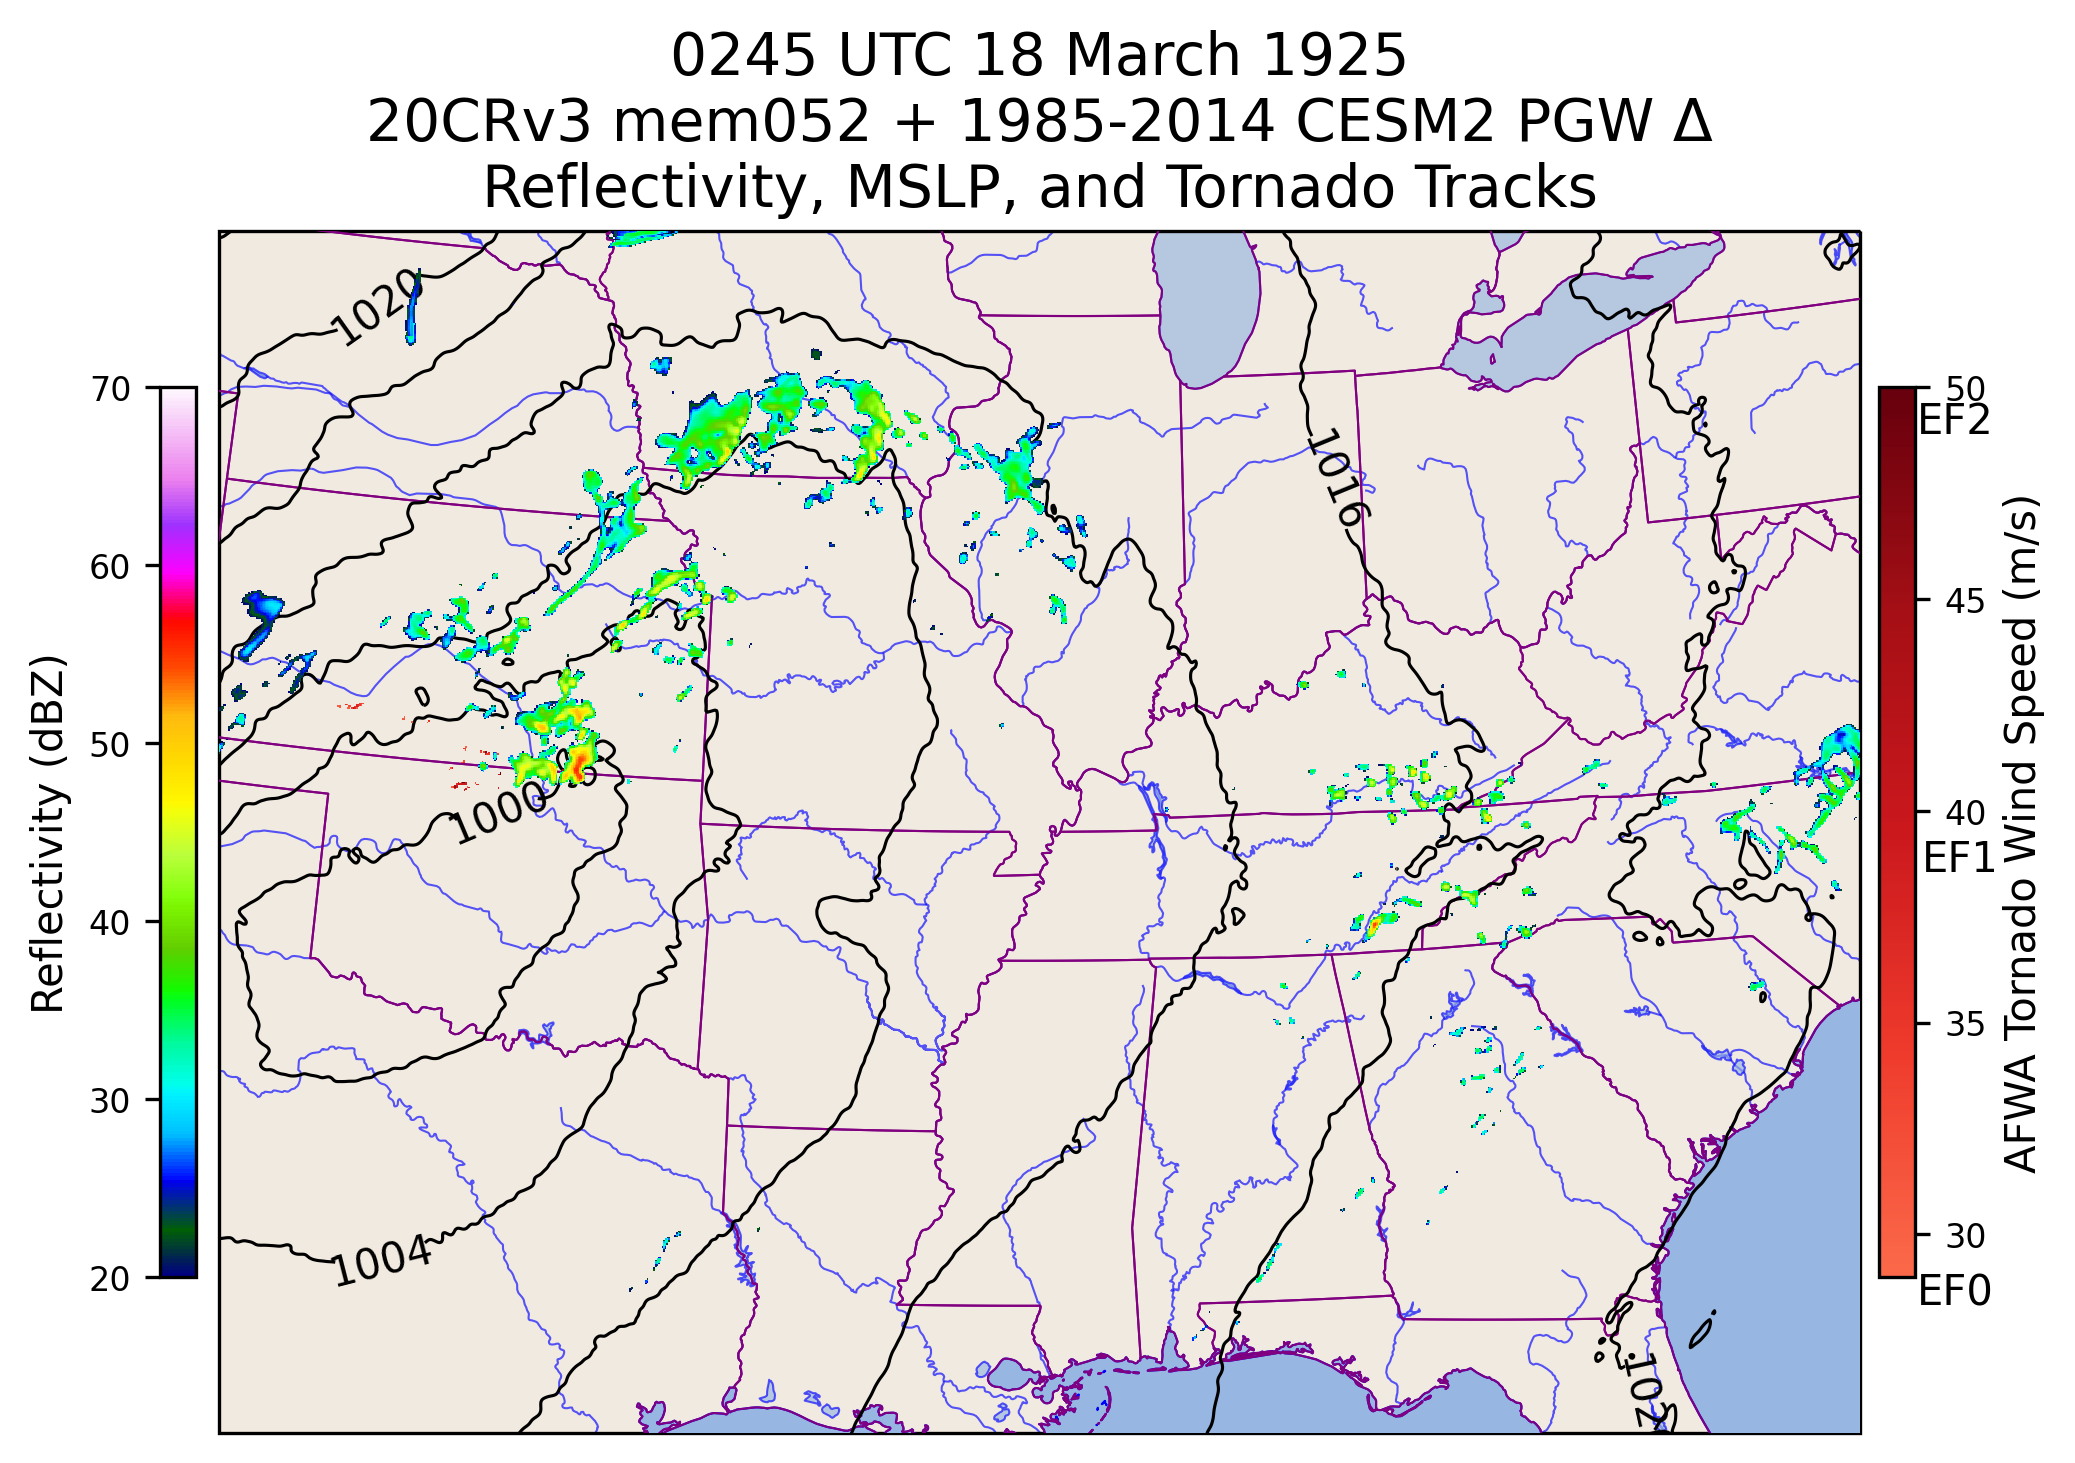 0245 UTC 18 March 1925
20CRv3 mem052 + 1985-2014 CESM2 PGW Δ
Reflectivity, MSLP, and Tornado Tracks
1020
1016
1000
1004
102
70
60
50
40
30
20
Reflectivity (dBZ)
50
EF2
45
40
EF1
35
30
EF0
AFWA Tornado Wind Speed (m/s)